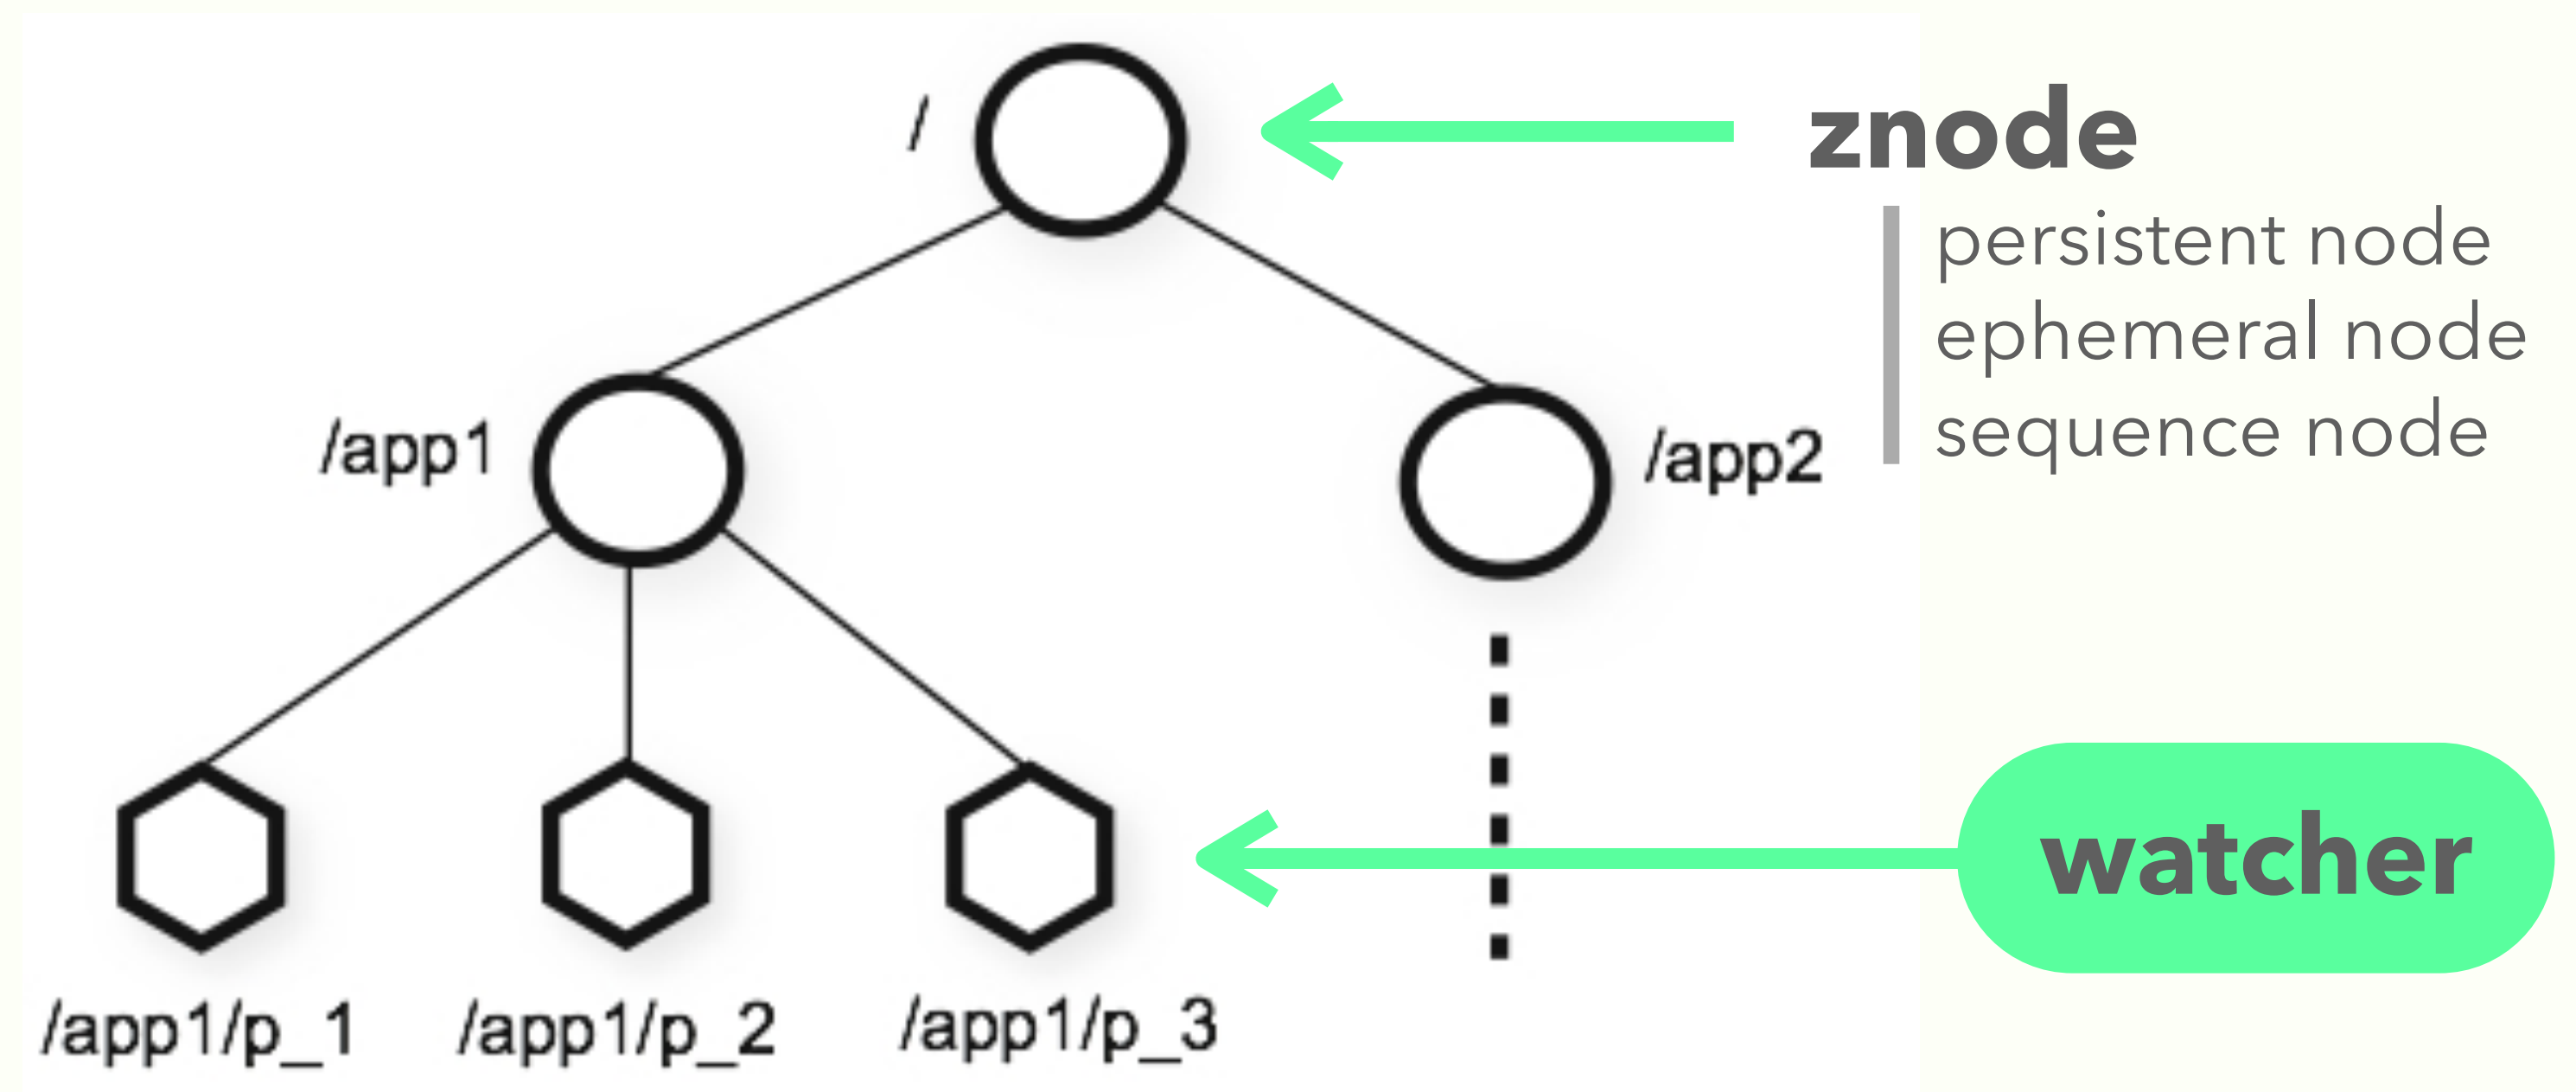 /
znode
persistent node
ephemeral node
sequence node
/app1
/app2
watcher
/app1/p_1
/app1/p_2
/app1/p_3